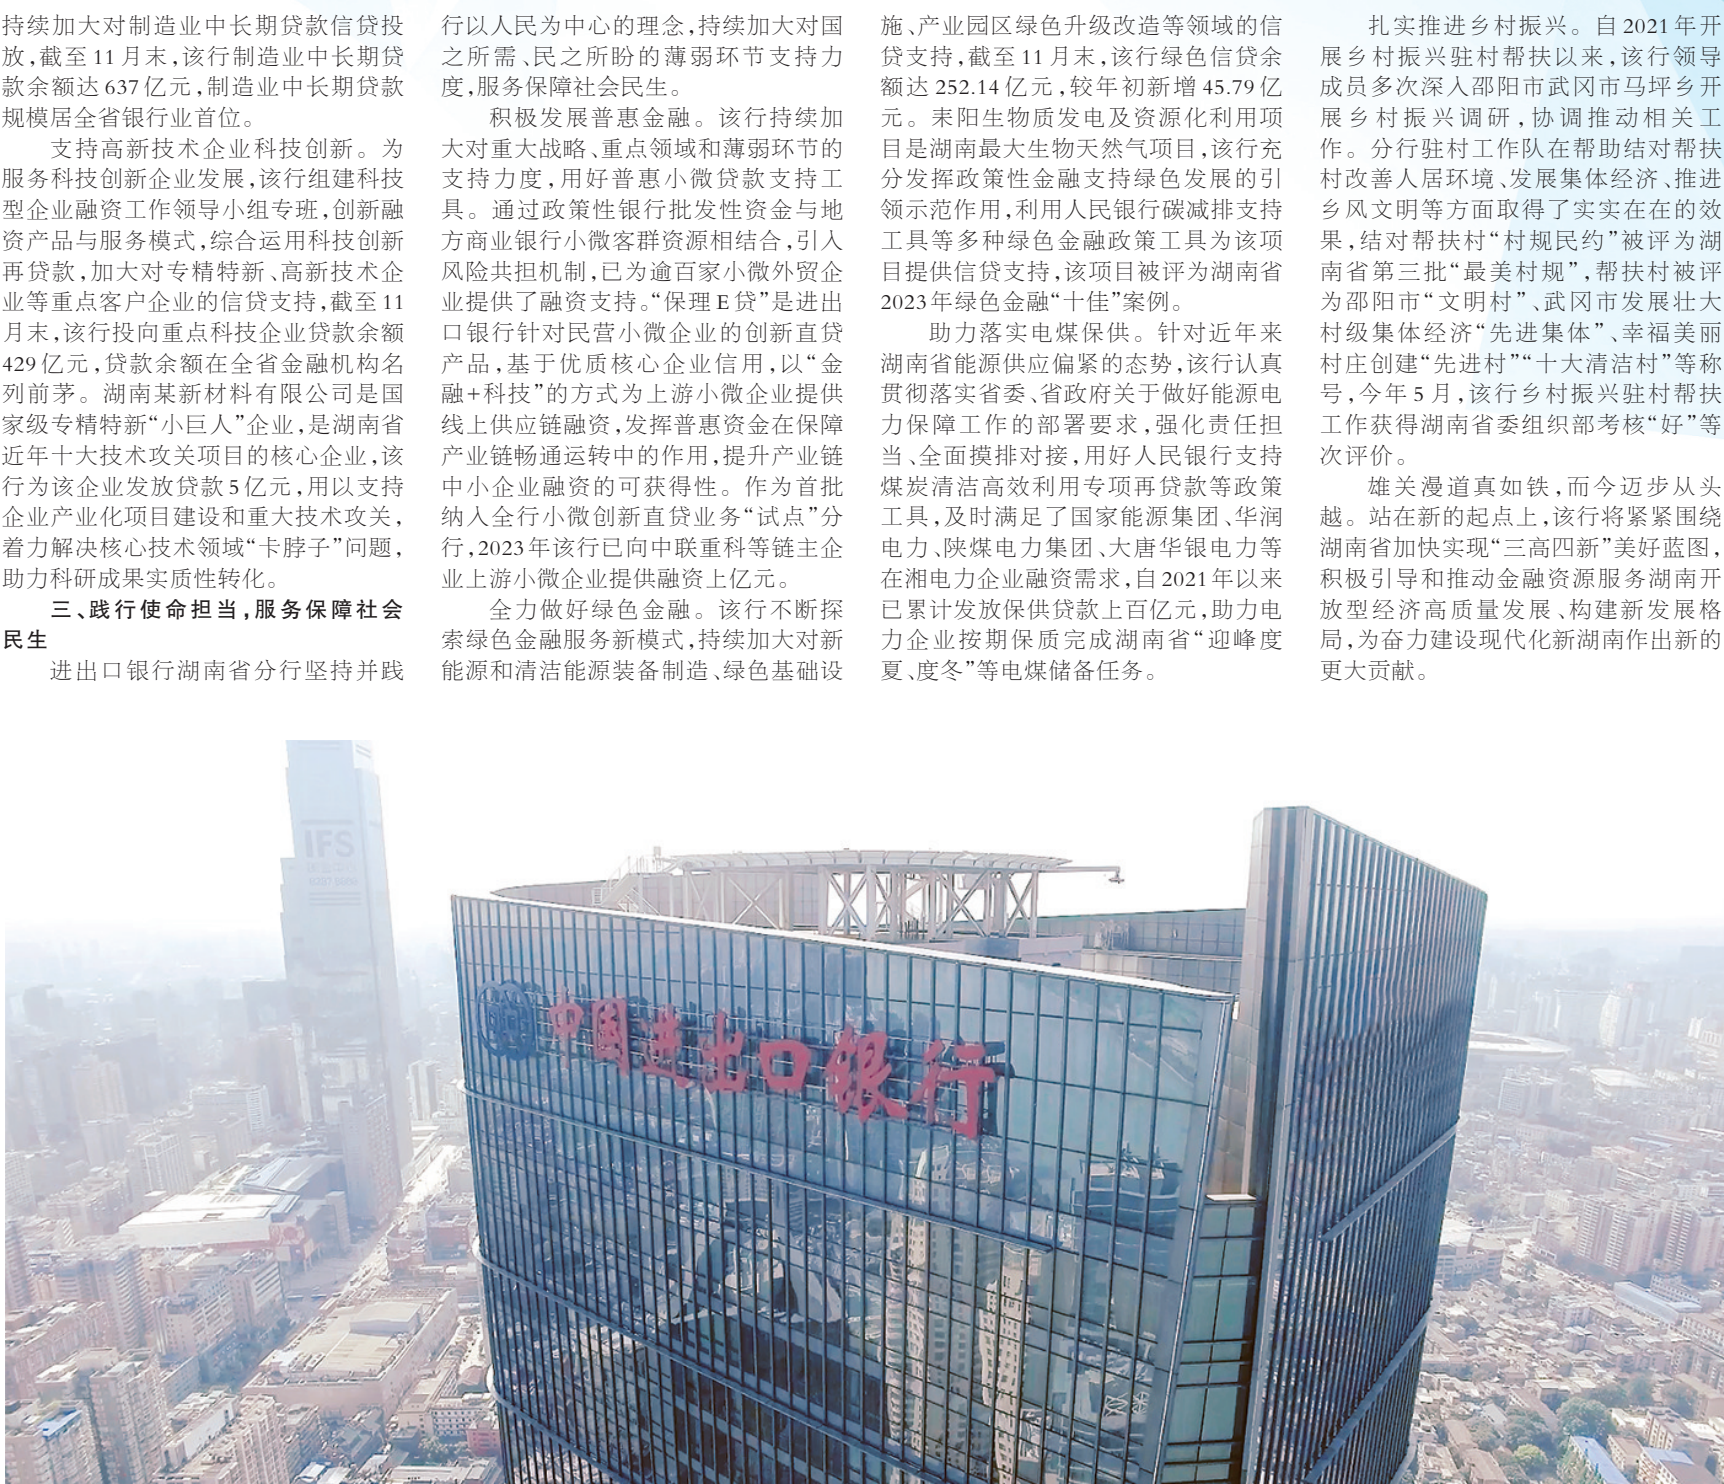 持续加大对制造业中长期贷款信贷投
放,截至 11 月末,该行制造业中长期贷
款余额达 637 亿元,制造业中长期贷款
规模居全省银行业首位。
支持高新技术企业科技创新。为
服务科技创新企业发展,该行组建科技
型企业融资工作领导小组专班,创新融
资产品与服务模式,综合运用科技创新
再贷款,加大对专精特新、高新技术企
业等重点客户企业的信贷支持,截至 11
月末,该行投向重点科技企业贷款余额
429 亿元,贷款余额在全省金融机构名
列前茅。湖南某新材料有限公司是国
家级专精特新“小巨人”企业,是湖南省
近年十大技术攻关项目的核心企业,该
行为该企业发放贷款 5 亿元,用以支持
企业产业化项目建设和重大技术攻关,
着力解决核心技术领域“卡脖子”问题,
助力科研成果实质性转化。
三、践行使命担当,服务保障社会
民生
进出口银行湖南省分行坚持并践
行以人民为中心的理念,持续加大对国
之所需、民之所盼的薄弱环节支持力
度,服务保障社会民生。
积极发展普惠金融。该行持续加
大对重大战略、重点领域和薄弱环节的
支持力度,用好普惠小微贷款支持工
具。通过政策性银行批发性资金与地
方商业银行小微客群资源相结合,引入
风险共担机制,已为逾百家小微外贸企
业提供了融资支持。“保理 E 贷”是进出
口银行针对民营小微企业的创新直贷
产品,基于优质核心企业信用,以“金
融+科技”的方式为上游小微企业提供
线上供应链融资,发挥普惠资金在保障
产业链畅通运转中的作用,提升产业链
中小企业融资的可获得性。作为首批
纳入全行小微创新直贷业务“试点”分
行,2023 年该行已向中联重科等链主企
业上游小微企业提供融资上亿元。
全力做好绿色金融。该行不断探
索绿色金融服务新模式,持续加大对新
能源和清洁能源装备制造、绿色基础设
施、产业园区绿色升级改造等领域的信
贷支持,截至 11 月末,该行绿色信贷余
额达 252.14 亿元,较年初新增 45.79 亿
元。耒阳生物质发电及资源化利用项
目是湖南最大生物天然气项目,该行充
分发挥政策性金融支持绿色发展的引
领示范作用,利用人民银行碳减排支持
工具等多种绿色金融政策工具为该项
目提供信贷支持,该项目被评为湖南省
2023 年绿色金融“十佳”案例。
助力落实电煤保供。针对近年来
湖南省能源供应偏紧的态势,该行认真
贯彻落实省委、省政府关于做好能源电
力保障工作的部署要求,强化责任担
当、全面摸排对接,用好人民银行支持
煤炭清洁高效利用专项再贷款等政策
工具,及时满足了国家能源集团、华润
电力、陕煤电力集团、大唐华银电力等
在湘电力企业融资需求,自 2021 年以来
已累计发放保供贷款上百亿元,助力电
力企业按期保质完成湖南省“迎峰度
夏、度冬”等电煤储备任务。
扎实推进乡村振兴。自 2021 年开
展乡村振兴驻村帮扶以来,该行领导
成员多次深入邵阳市武冈市马坪乡开
展乡村振兴调研,协调推动相关工
作。分行驻村工作队在帮助结对帮扶
村改善人居环境、发展集体经济、推进
乡风文明等方面取得了实实在在的效
果,结对帮扶村“村规民约”被评为湖
南省第三批“最美村规”,帮扶村被评
为邵阳市“文明村”、武冈市发展壮大
村级集体经济“先进集体”、幸福美丽
村庄创建“先进村”“十大清洁村”等称
号,今年 5 月,该行乡村振兴驻村帮扶
工作获得湖南省委组织部考核“好”等
次评价。
雄关漫道真如铁,而今迈步从头
越。站在新的起点上,该行将紧紧围绕
湖南省加快实现“三高四新”美好蓝图,
积极引导和推动金融资源服务湖南开
放型经济高质量发展、构建新发展格
局,为奋力建设现代化新湖南作出新的
更大贡献。
IFS
中国进出口银行